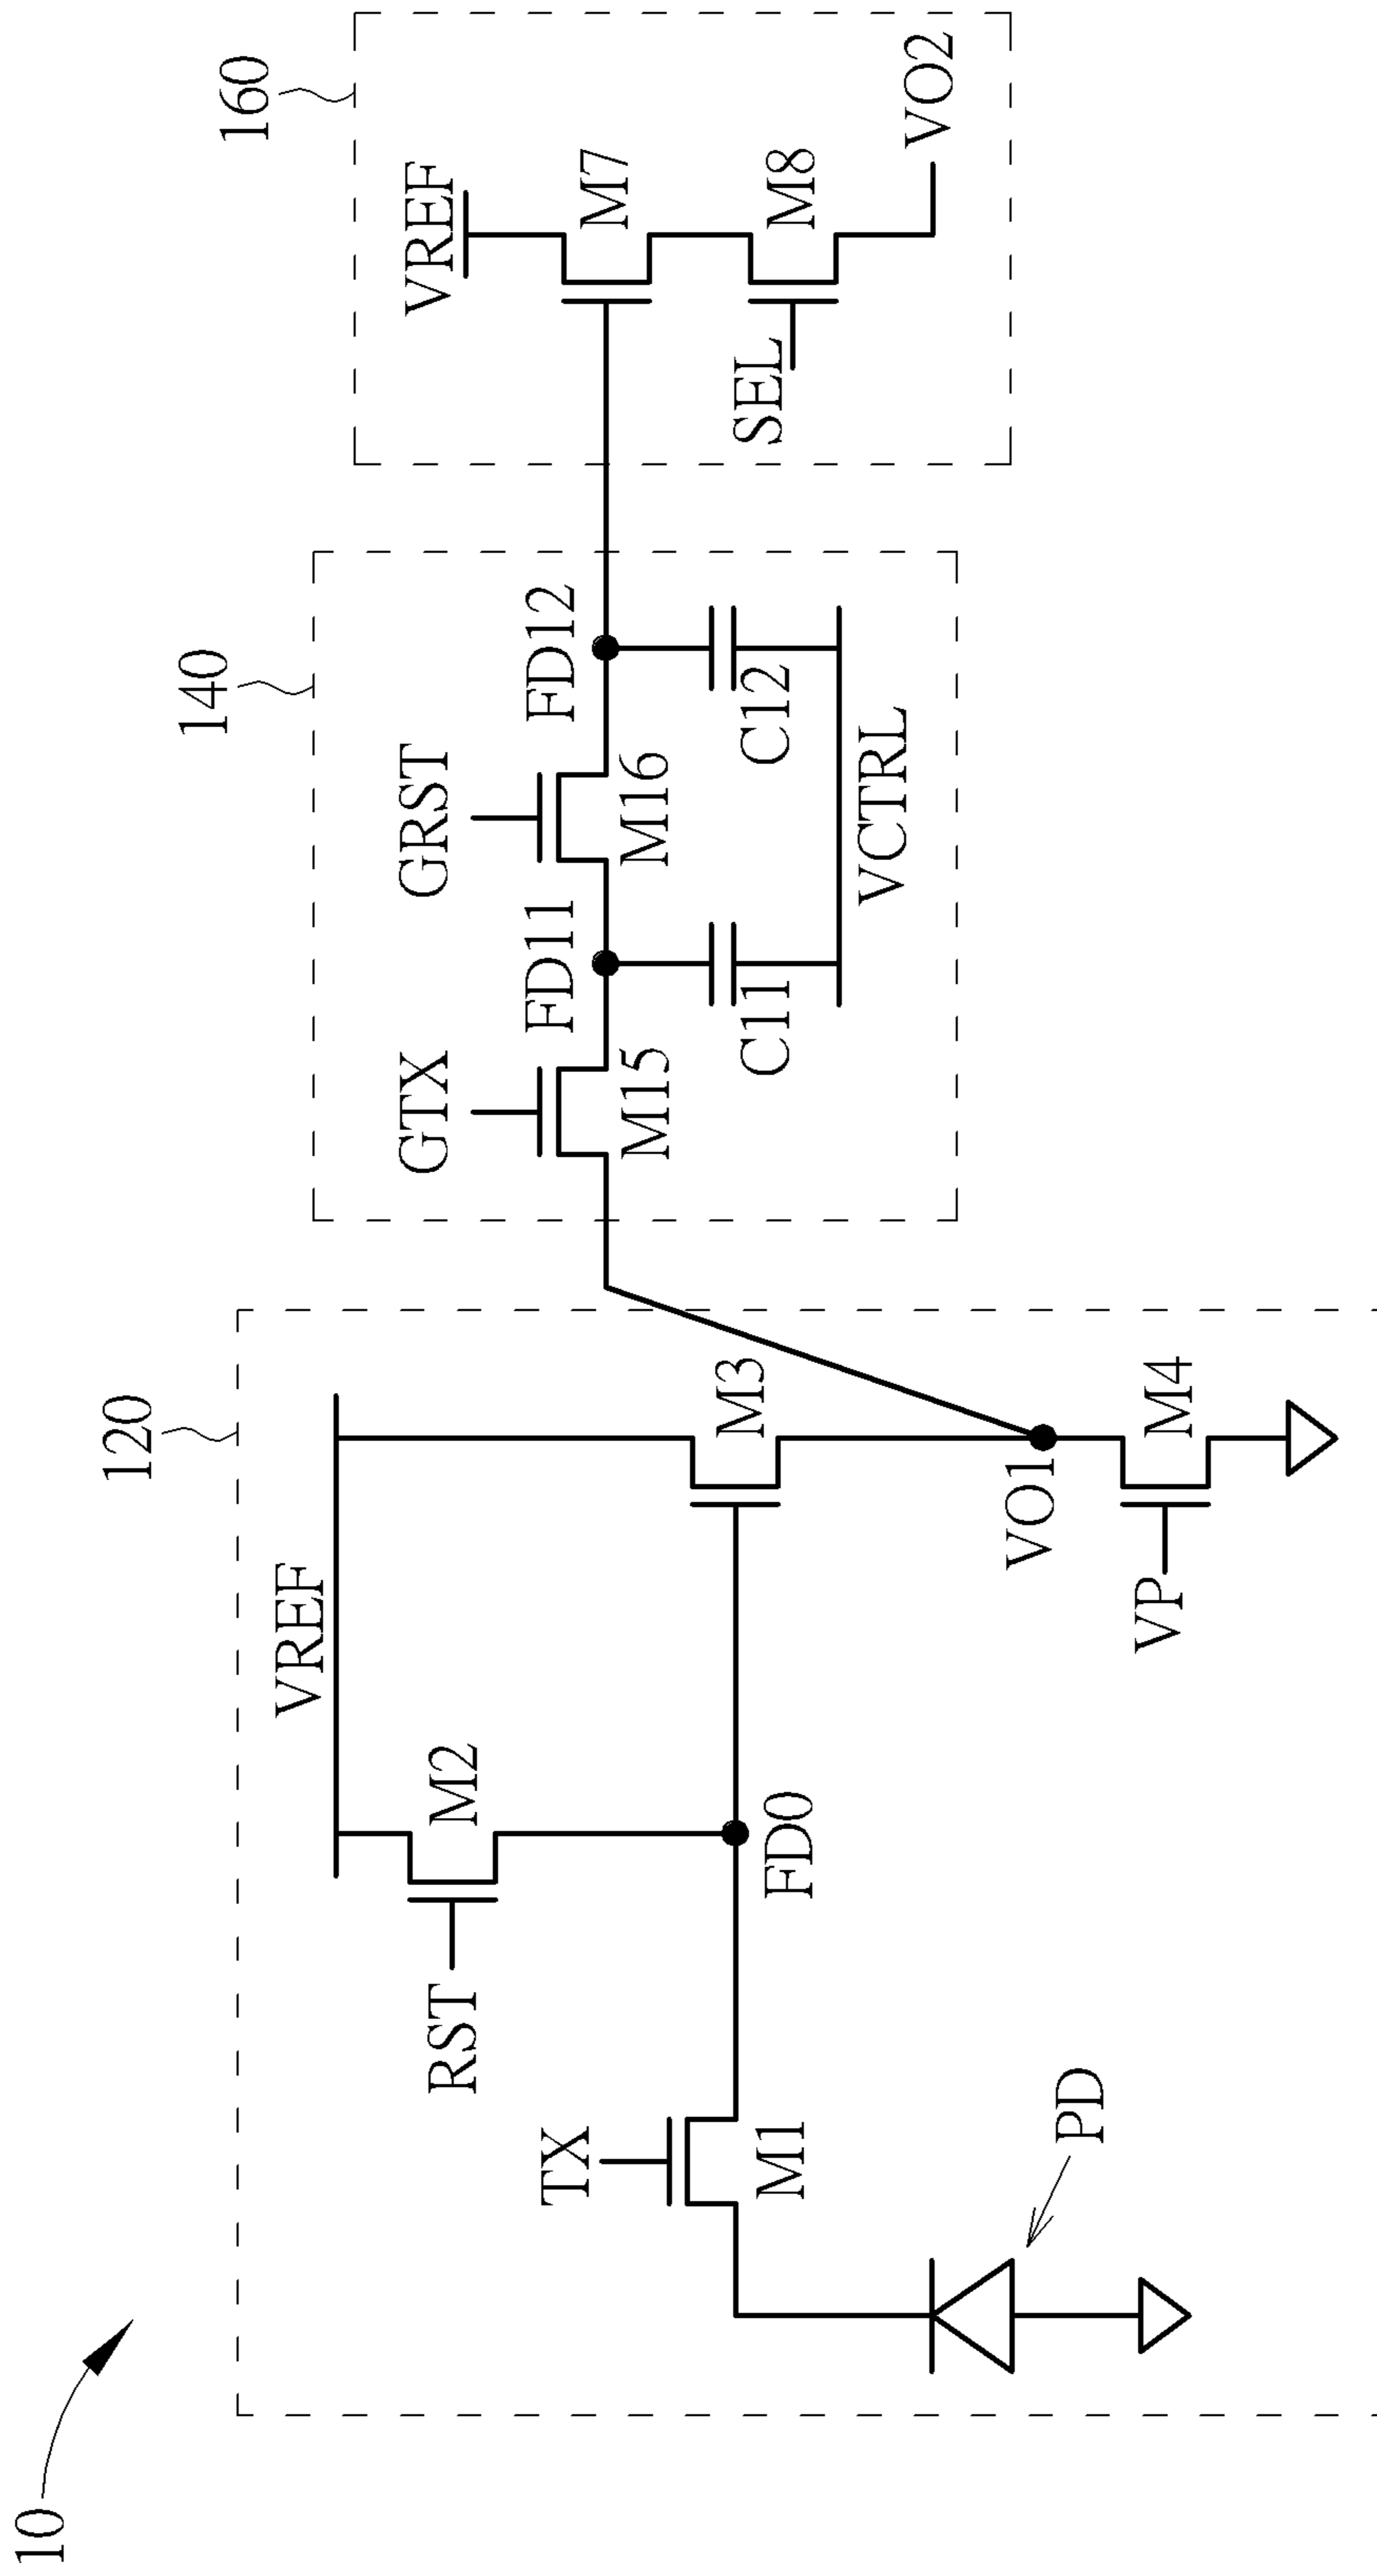 10
120
VREF
M2
RST
TX
M1
PD
FD0
M3
VO1
VP
M4
140
GTX
M15
FD11
GRST
M16
FD12
C11
C12
VCTRL
160
VREF
M7
SEL
M8
VO2